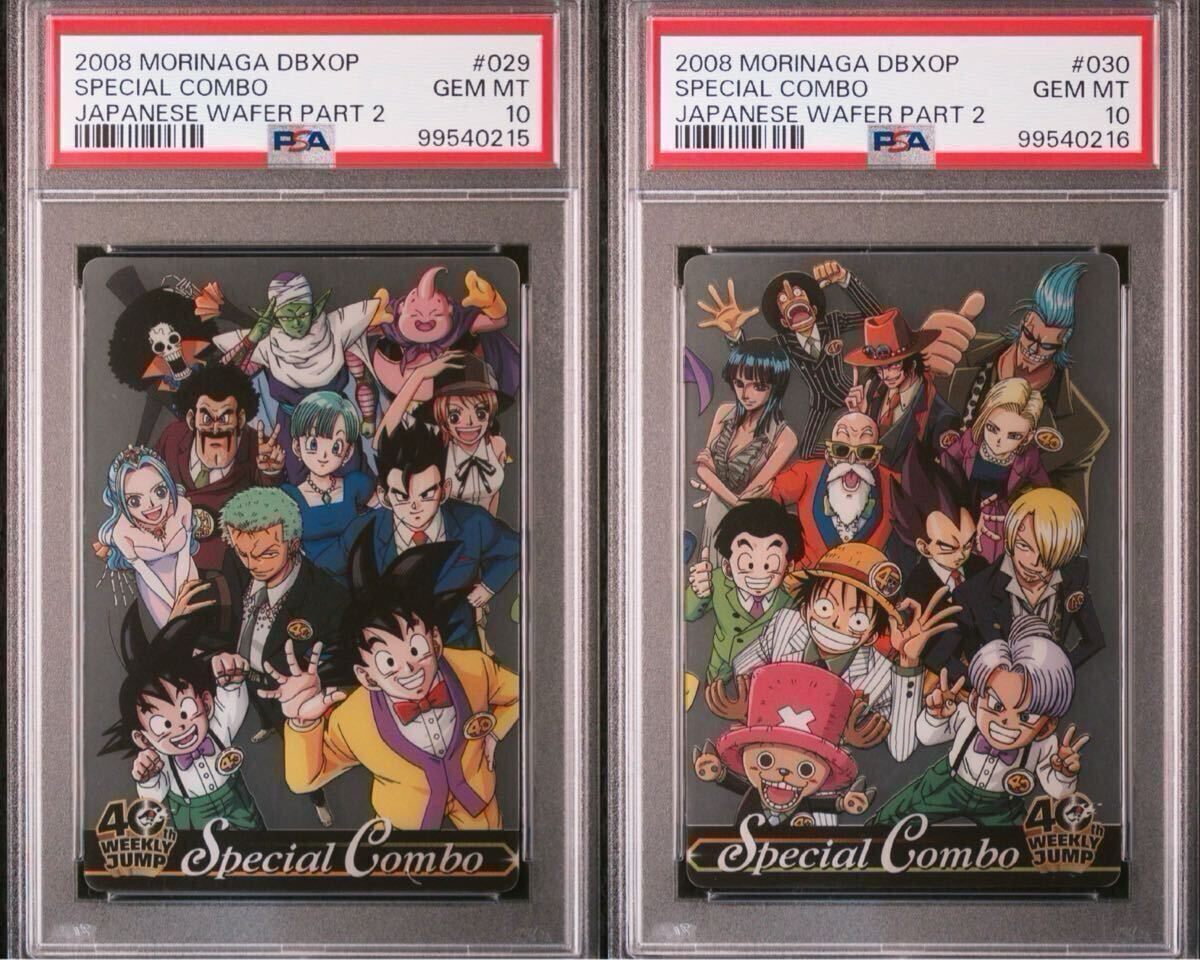 2008 MORINAGA DBXOP #029
SPECIAL COMBO GEM MT
JAPANESE WAFER PART 2 10
PSA 99540215
40th
WEEKLY
JUMP
Special Combo
2008 MORINAGA DBXOP #030
SPECIAL COMBO GEM MT
JAPANESE WAFER PART 2 10
PSA 99540216
Special Combo
40th
WEEKLY
JUMP